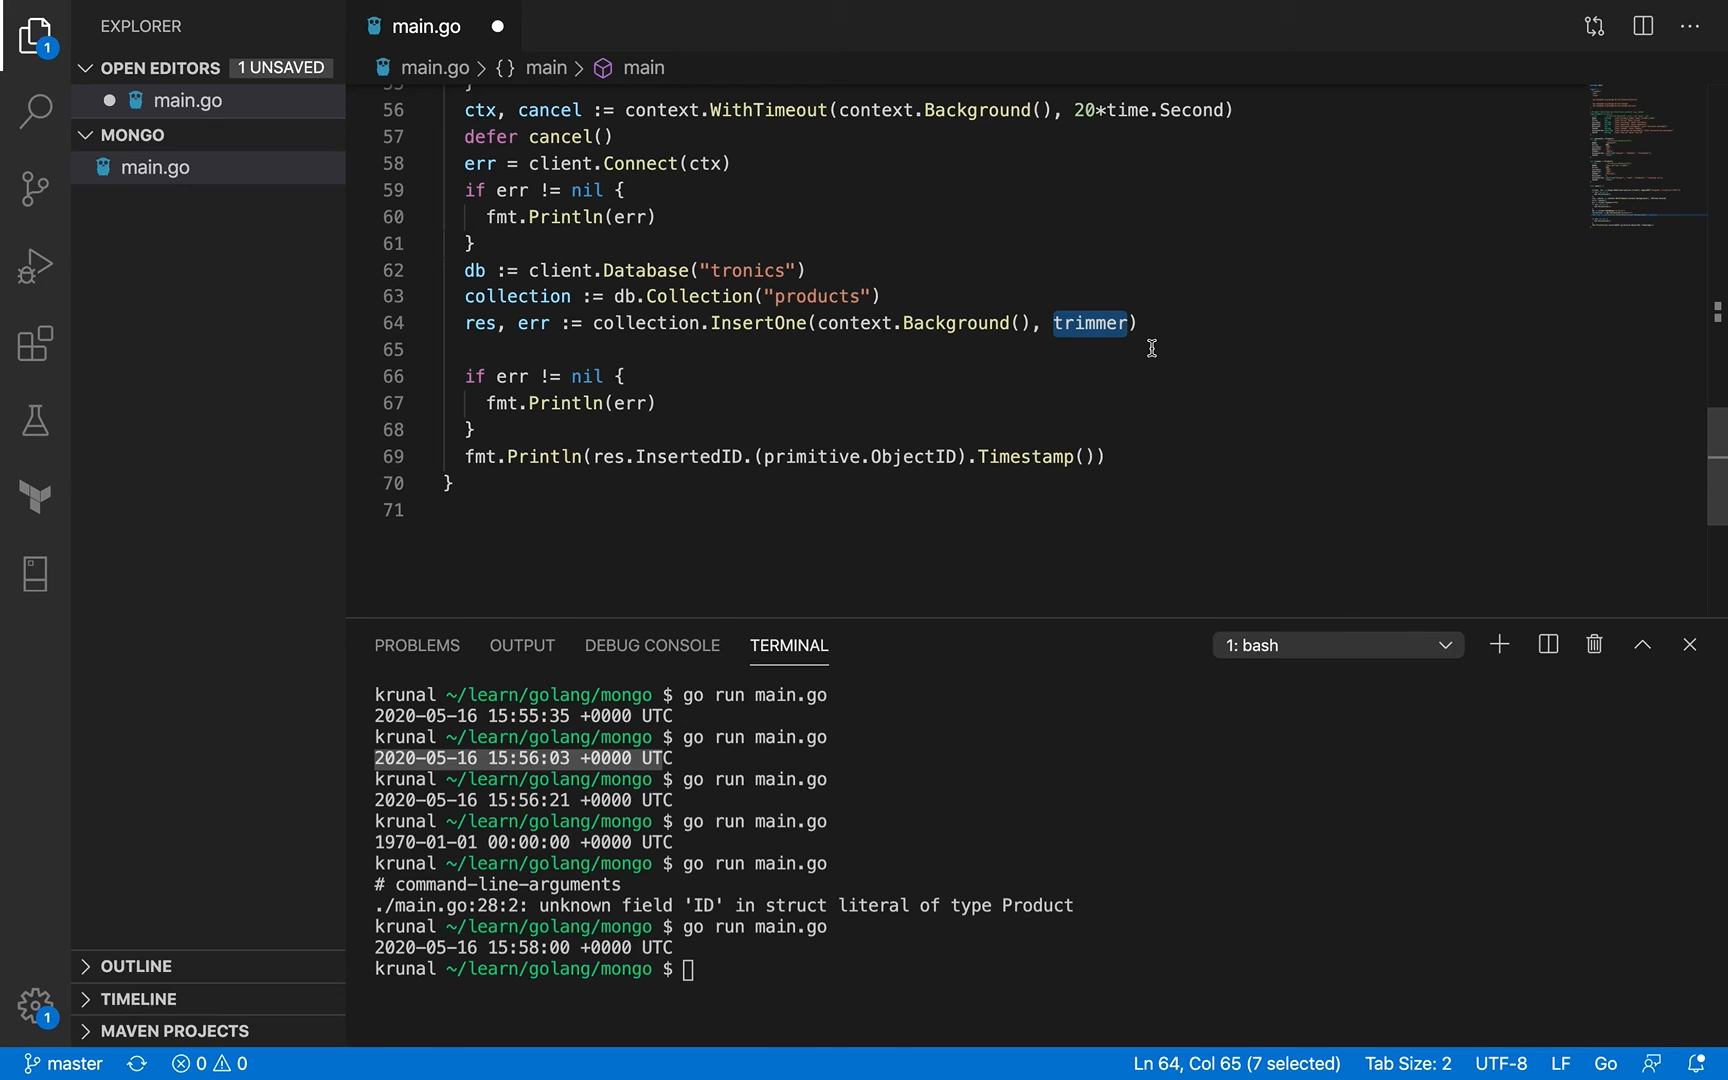 1
EXPLORER
OPEN EDITORS 1 UNSAVED
main.go
MONGO
main.go
OUTLINE
TIMELINE
MAVEN PROJECTS
1
main.go
main.go > {} main > main
55 }
56 ctx, cancel := context.WithTimeout(context.Background(), 20*time.Second)
57 defer cancel()
58 err = client.Connect(ctx)
59 if err != nil {
60 fmt.Println(err)
61 }
62 db := client.Database("tronics")
63 collection := db.Collection("products")
64 res, err := collection.InsertOne(context.Background(), trimmer)
65
66 if err != nil {
67 fmt.Println(err)
68 }
69 fmt.Println(res.InsertedID.(primitive.ObjectID).Timestamp())
70 }
71
PROBLEMS OUTPUT DEBUG CONSOLE TERMINAL 1: bash
krunal ~/learn/golang/mongo $ go run main.go
2020-05-16 15:55:35 +0000 UTC
krunal ~/learn/golang/mongo $ go run main.go
2020-05-16 15:56:03 +0000 UTC
krunal ~/learn/golang/mongo $ go run main.go
2020-05-16 15:56:21 +0000 UTC
krunal ~/learn/golang/mongo $ go run main.go
1970-01-01 00:00:00 +0000 UTC
krunal ~/learn/golang/mongo $ go run main.go
# command-line-arguments
./main.go:28:2: unknown field 'ID' in struct literal of type Product
krunal ~/learn/golang/mongo $ go run main.go
2020-05-16 15:58:00 +0000 UTC
krunal ~/learn/golang/mongo $
master 0 0 Ln 64, Col 65 (7 selected) Tab Size: 2 UTF-8 LF Go